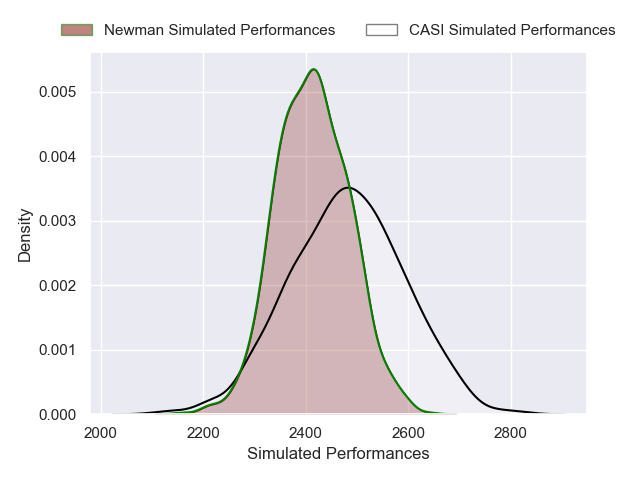 Newman Simulated Performances CASI Simulated Performances
0.005
0.004
0.003
0.002
0.001
0.000
Density
2000 2200 2400 2600 2800
Simulated Performances